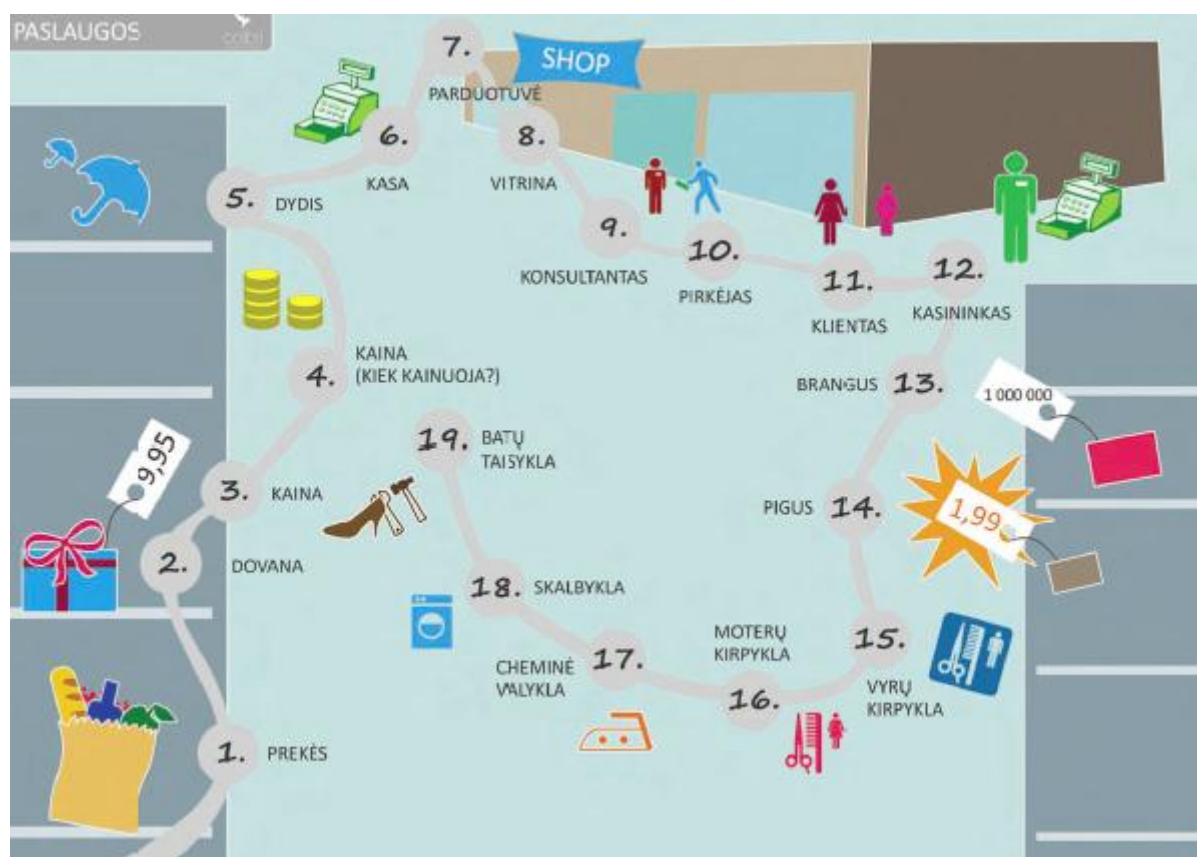 PASLAUGOS
colibri
7.
SHOP
PARDUOTUVĖ
6.
KASA
8.
VITRINA
5.
DYDIS
9.
KONSULTANTAS
10.
PIRKĖJAS
11.
KLIENTAS
12.
KASININKAS
4.
KAINA
(KIEK KAINUOJA?)
BRANGUS
13.
1 000 000
19.
BATŲ
TAISYKLA
9,95
3.
KAINA
PIGUS
14.
1,99
2.
DOVANA
18.
SKALBYKLA
MOTERŲ
KIRPYKLA
15.
VYRŲ
KIRPYKLA
CHEMINĖ
VALYKLA
17.
16.
1.
PREKĖS